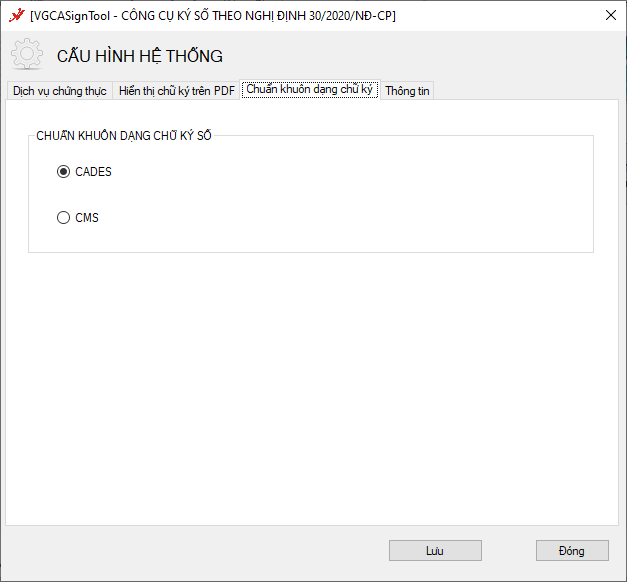 [VGCASignTool - CÔNG CỤ KÝ SỐ THEO NGHỊ ĐỊNH 30/2020/NĐ-CP]
CẤU HÌNH HỆ THỐNG
Dịch vụ chứng thực Hiển thị chữ ký trên PDF Chuẩn khuôn dạng chữ ký Thông tin
CHUẨN KHUÔN DẠNG CHỮ KÝ SỐ
CADES
CMS
Lưu Đóng